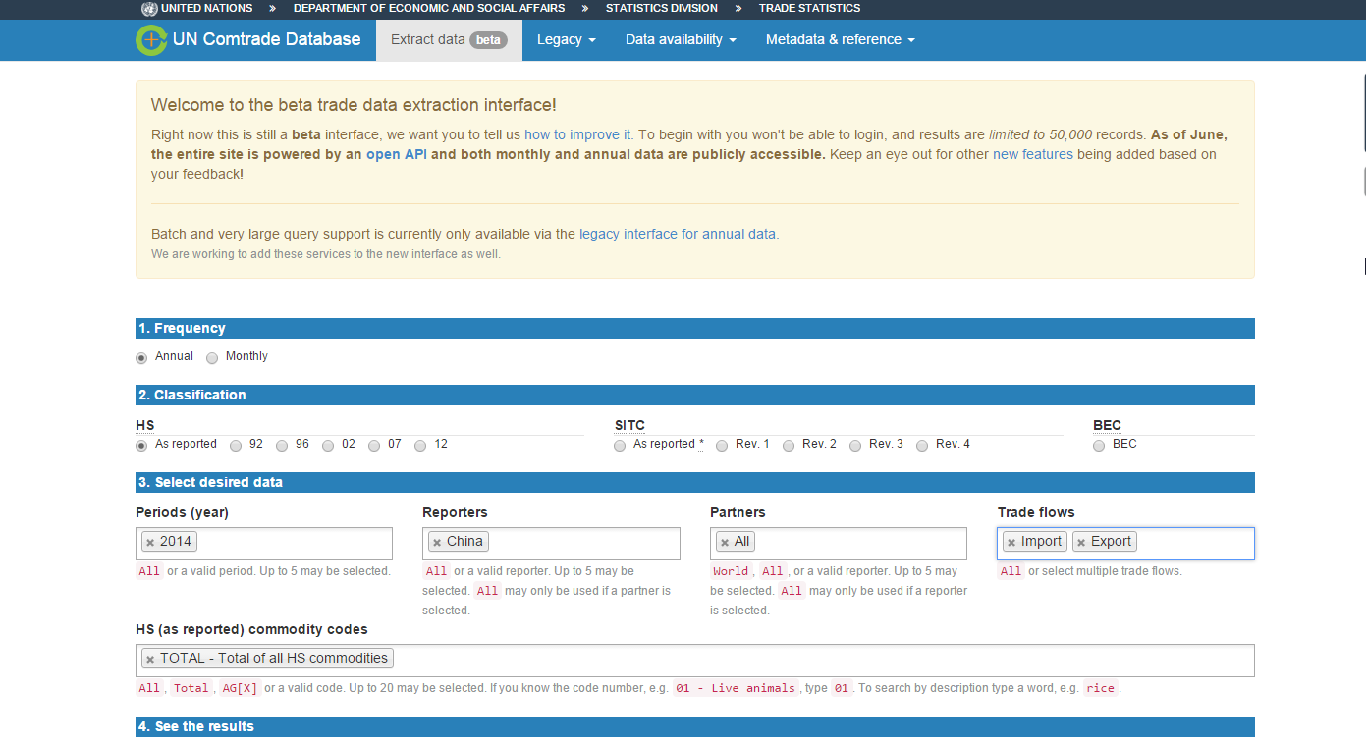 UNITED NATIONS » DEPARTMENT OF ECONOMIC AND SOCIAL AFFAIRS » STATISTICS DIVISION » TRADE STATISTICS
UN Comtrade Database Extract data beta Legacy Data availability Metadata & reference
Welcome to the beta trade data extraction interface!
Right now this is still a beta interface, we want you to tell us how to improve it. To begin with you won't be able to login, and results are limited to 50,000 records. As of June,
the entire site is powered by an open API and both monthly and annual data are publicly accessible. Keep an eye out for other new features being added based on
your feedback!
Batch and very large query support is currently only available via the legacy interface for annual data.
We are working to add these services to the new interface as well.
1. Frequency
Annual Monthly
2. Classification
HS SITC BEC
As reported 92 96 02 07 12 As reported * Rev. 1 Rev. 2 Rev. 3 Rev. 4 BEC
3. Select desired data
Periods (year) Reporters Partners Trade flows
× 2014 × China × All × Import × Export
All or a valid period. Up to 5 may be selected. All or a valid reporter. Up to 5 may be World, All, or a valid reporter. Up to 5 may All or select multiple trade flows.
selected. All may only be used if a partner is be selected. All may only be used if a reporter
selected. is selected.
HS (as reported) commodity codes
× TOTAL - Total of all HS commodities
All, Total, AG[X] or a valid code. Up to 20 may be selected. If you know the code number, e.g. 01 - Live animals, type 01. To search by description type a word, e.g. rice.
4. See the results